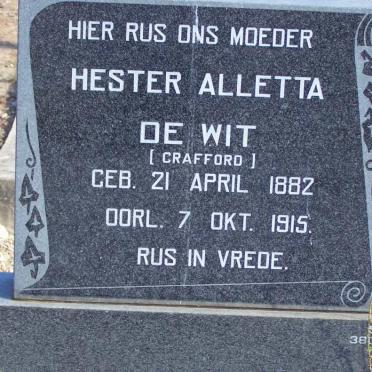 HIER RUS ONS MOEDER
HESTER ALLETTA
DE WIT
[ CRAFFORD ]
GEB. 21 APRIL 1882
OORL. 7 OKT. 1915.
RUS IN VREDE.